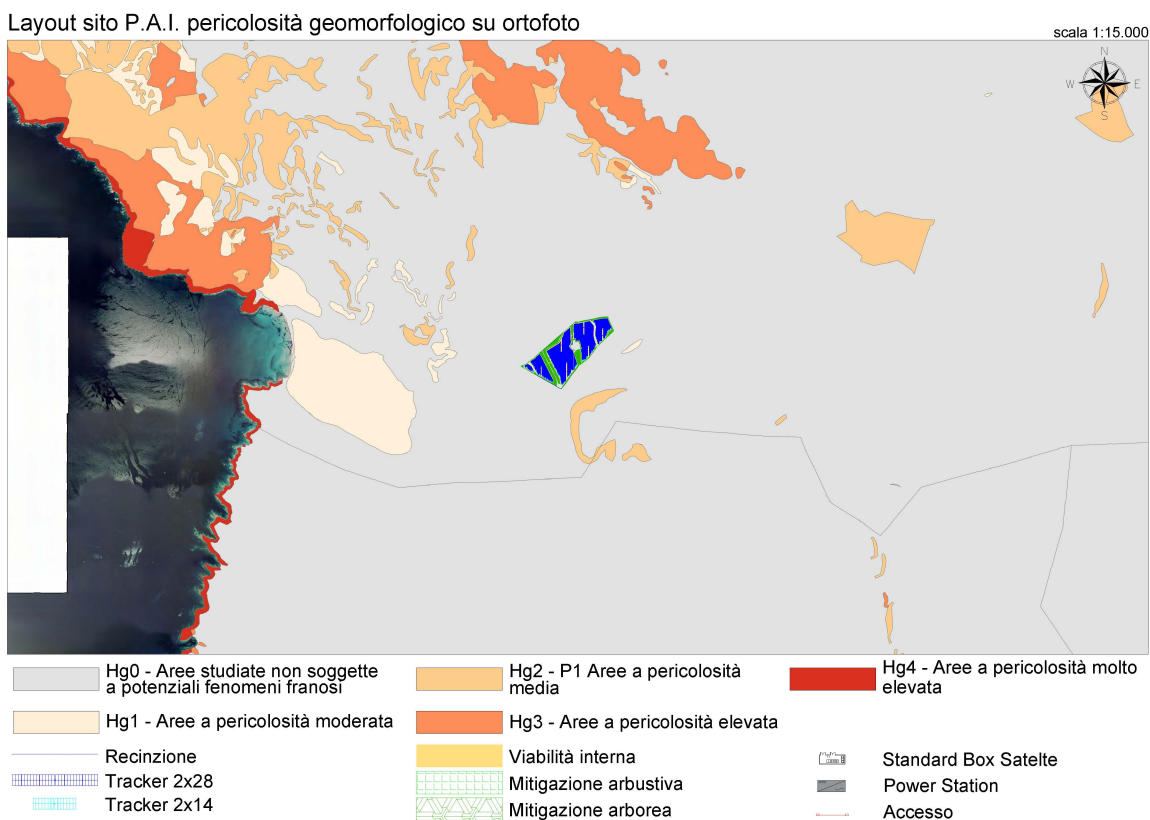 Layout sito P.A.I. pericolosità geomorfologico su ortofoto
scala 1:15.000
N
W
E
S
Hg0 - Aree studiate non soggette
a potenziali fenomeni franosi
Hg2 - P1 Aree a pericolosità
media
Hg4 - Aree a pericolosità molto
elevata
Hg1 - Aree a pericolosità moderata
Hg3 - Aree a pericolosità elevata
Recinzione
Viabilità interna
Standard Box Satelte
Tracker 2x28
Mitigazione arbustiva
Power Station
Tracker 2x14
Mitigazione arborea
Accesso